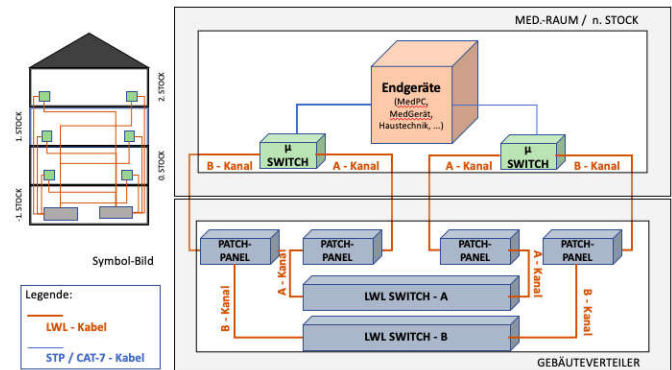 MED.-RAUM / n. STOCK
Endgeräte
(MedPC,
MedGerät,
Haustechnik, ...)
µ
SWITCH
µ
SWITCH
B - Kanal
A - Kanal
A - Kanal
B - Kanal
2. STOCK
1. STOCK
0. STOCK
-1. STOCK
Symbol-Bild
PATCH-
PANEL
PATCH-
PANEL
PATCH-
PANEL
PATCH-
PANEL
A - Kanal
A - Kanal
B - Kanal
B - Kanal
LWL SWITCH - A
LWL SWITCH - B
Legende:
LWL - Kabel
STP / CAT-7 - Kabel
GEBÄUTEVERTEILER